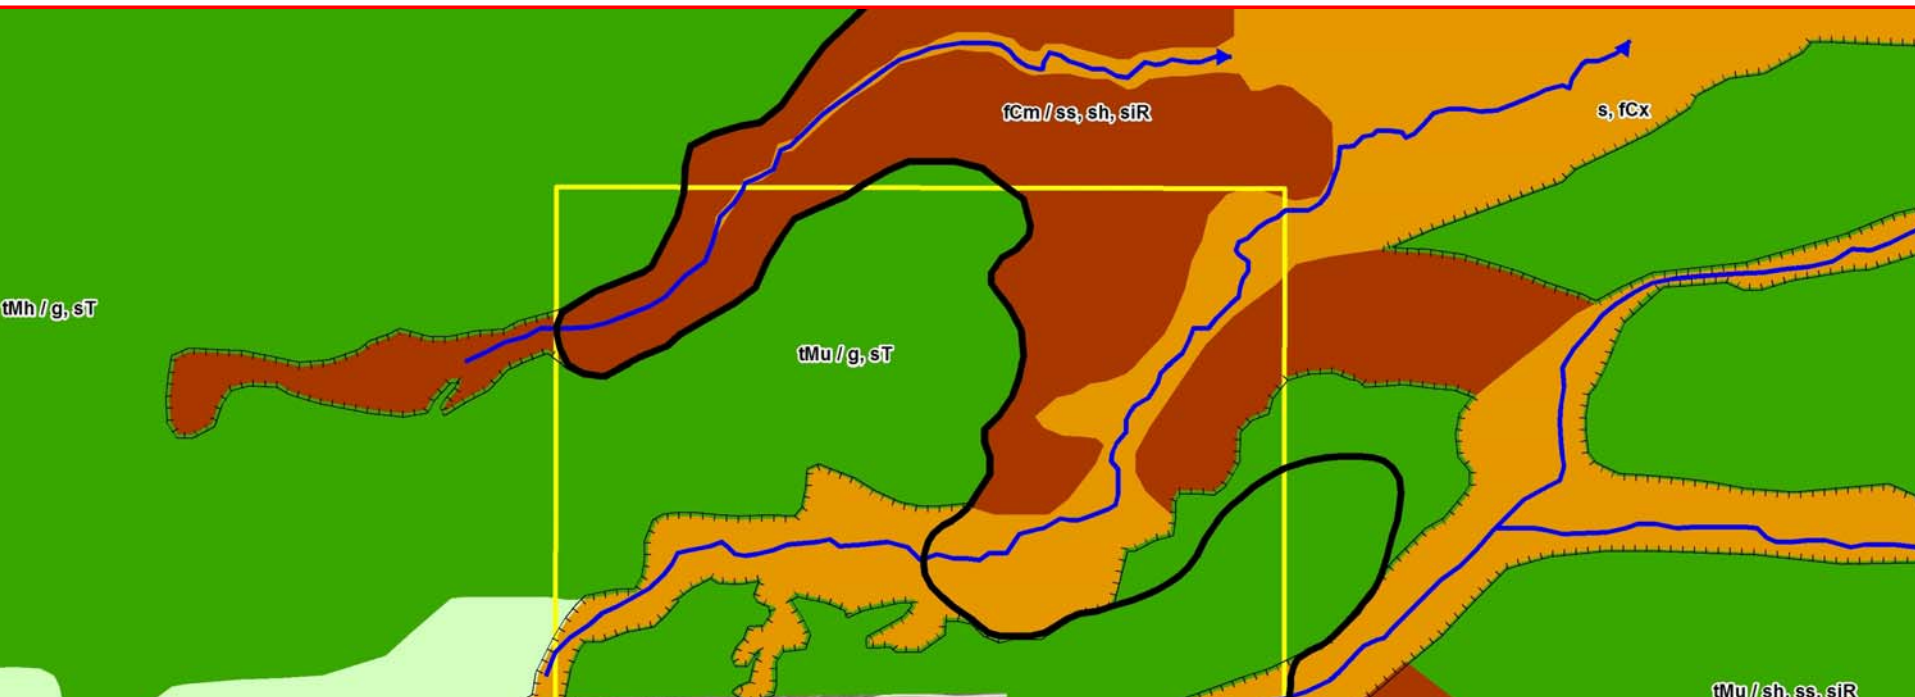 fCm / ss, sh, siR
s, fCx
tMh / g, sT
tMu / g, sT
tMu / sh, ss, siR